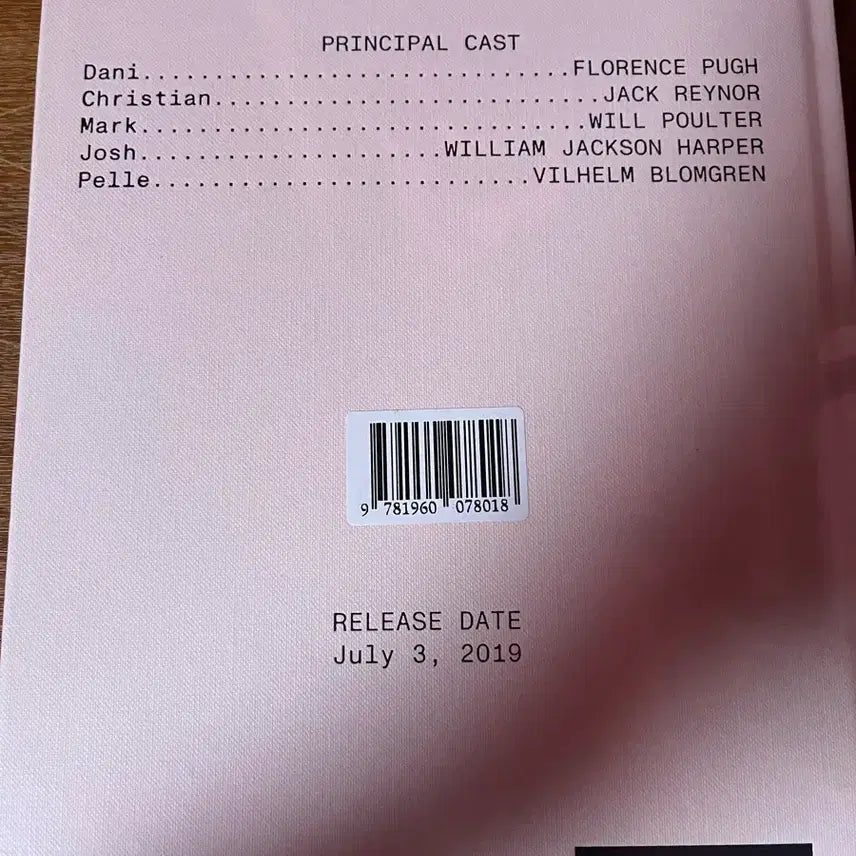 PRINCIPAL CAST
Dani..............................FLORENCE PUGH
Christian...........................JACK REYNOR
Mark...............................WILL POULTER
Josh.....................WILLIAM JACKSON HARPER
Pelle..........................VILHELM BLOMGREN
9 781960 078018
RELEASE DATE
July 3, 2019